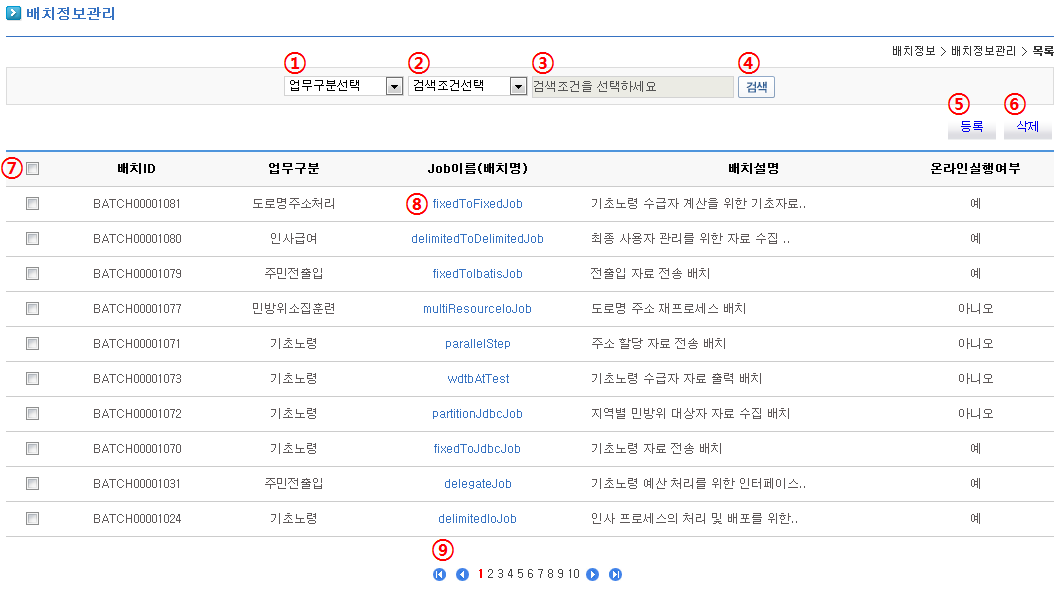 배치정보관리
배치정보 > 배치정보관리 > 목록
① ② ③ ④
업무구분선택 검색조건선택 검색조건을 선택하세요 검색
⑤ ⑥
등록 삭제
⑦ 배치ID 업무구분 Job이름(배치명) 배치설명 온라인실행여부
BATCH00001081 도로명주소처리 ⑧ fixedToFixedJob 기초노령 수급자 계산을 위한 기초자료.. 예
BATCH00001080 인사급여 delimitedToDelimitedJob 최종 사용자 관리를 위한 자료 수집 .. 예
BATCH00001079 주민전출입 fixedToIbatisJob 전출입 자료 전송 배치 예
BATCH00001077 민방위소집훈련 multiResourceIoJob 도로명 주소 재프로세스 배치 아니오
BATCH00001071 기초노령 parallelStep 주소 할당 자료 전송 배치 아니오
BATCH00001073 기초노령 wdtbAtTest 기초노령 수급자 자료 출력 배치 아니오
BATCH00001072 기초노령 partitionJdbcJob 지역별 민방위 대상자 자료 수집 배치 아니오
BATCH00001070 기초노령 fixedToJdbcJob 기초노령 자료 전송 배치 예
BATCH00001031 주민전출입 delegateJob 기초노령 예산 처리를 위한 인터페이스.. 예
BATCH00001024 기초노령 delimitedIoJob 인사 프로세스의 처리 및 배포를 위한.. 예
⑨
1 2 3 4 5 6 7 8 9 10